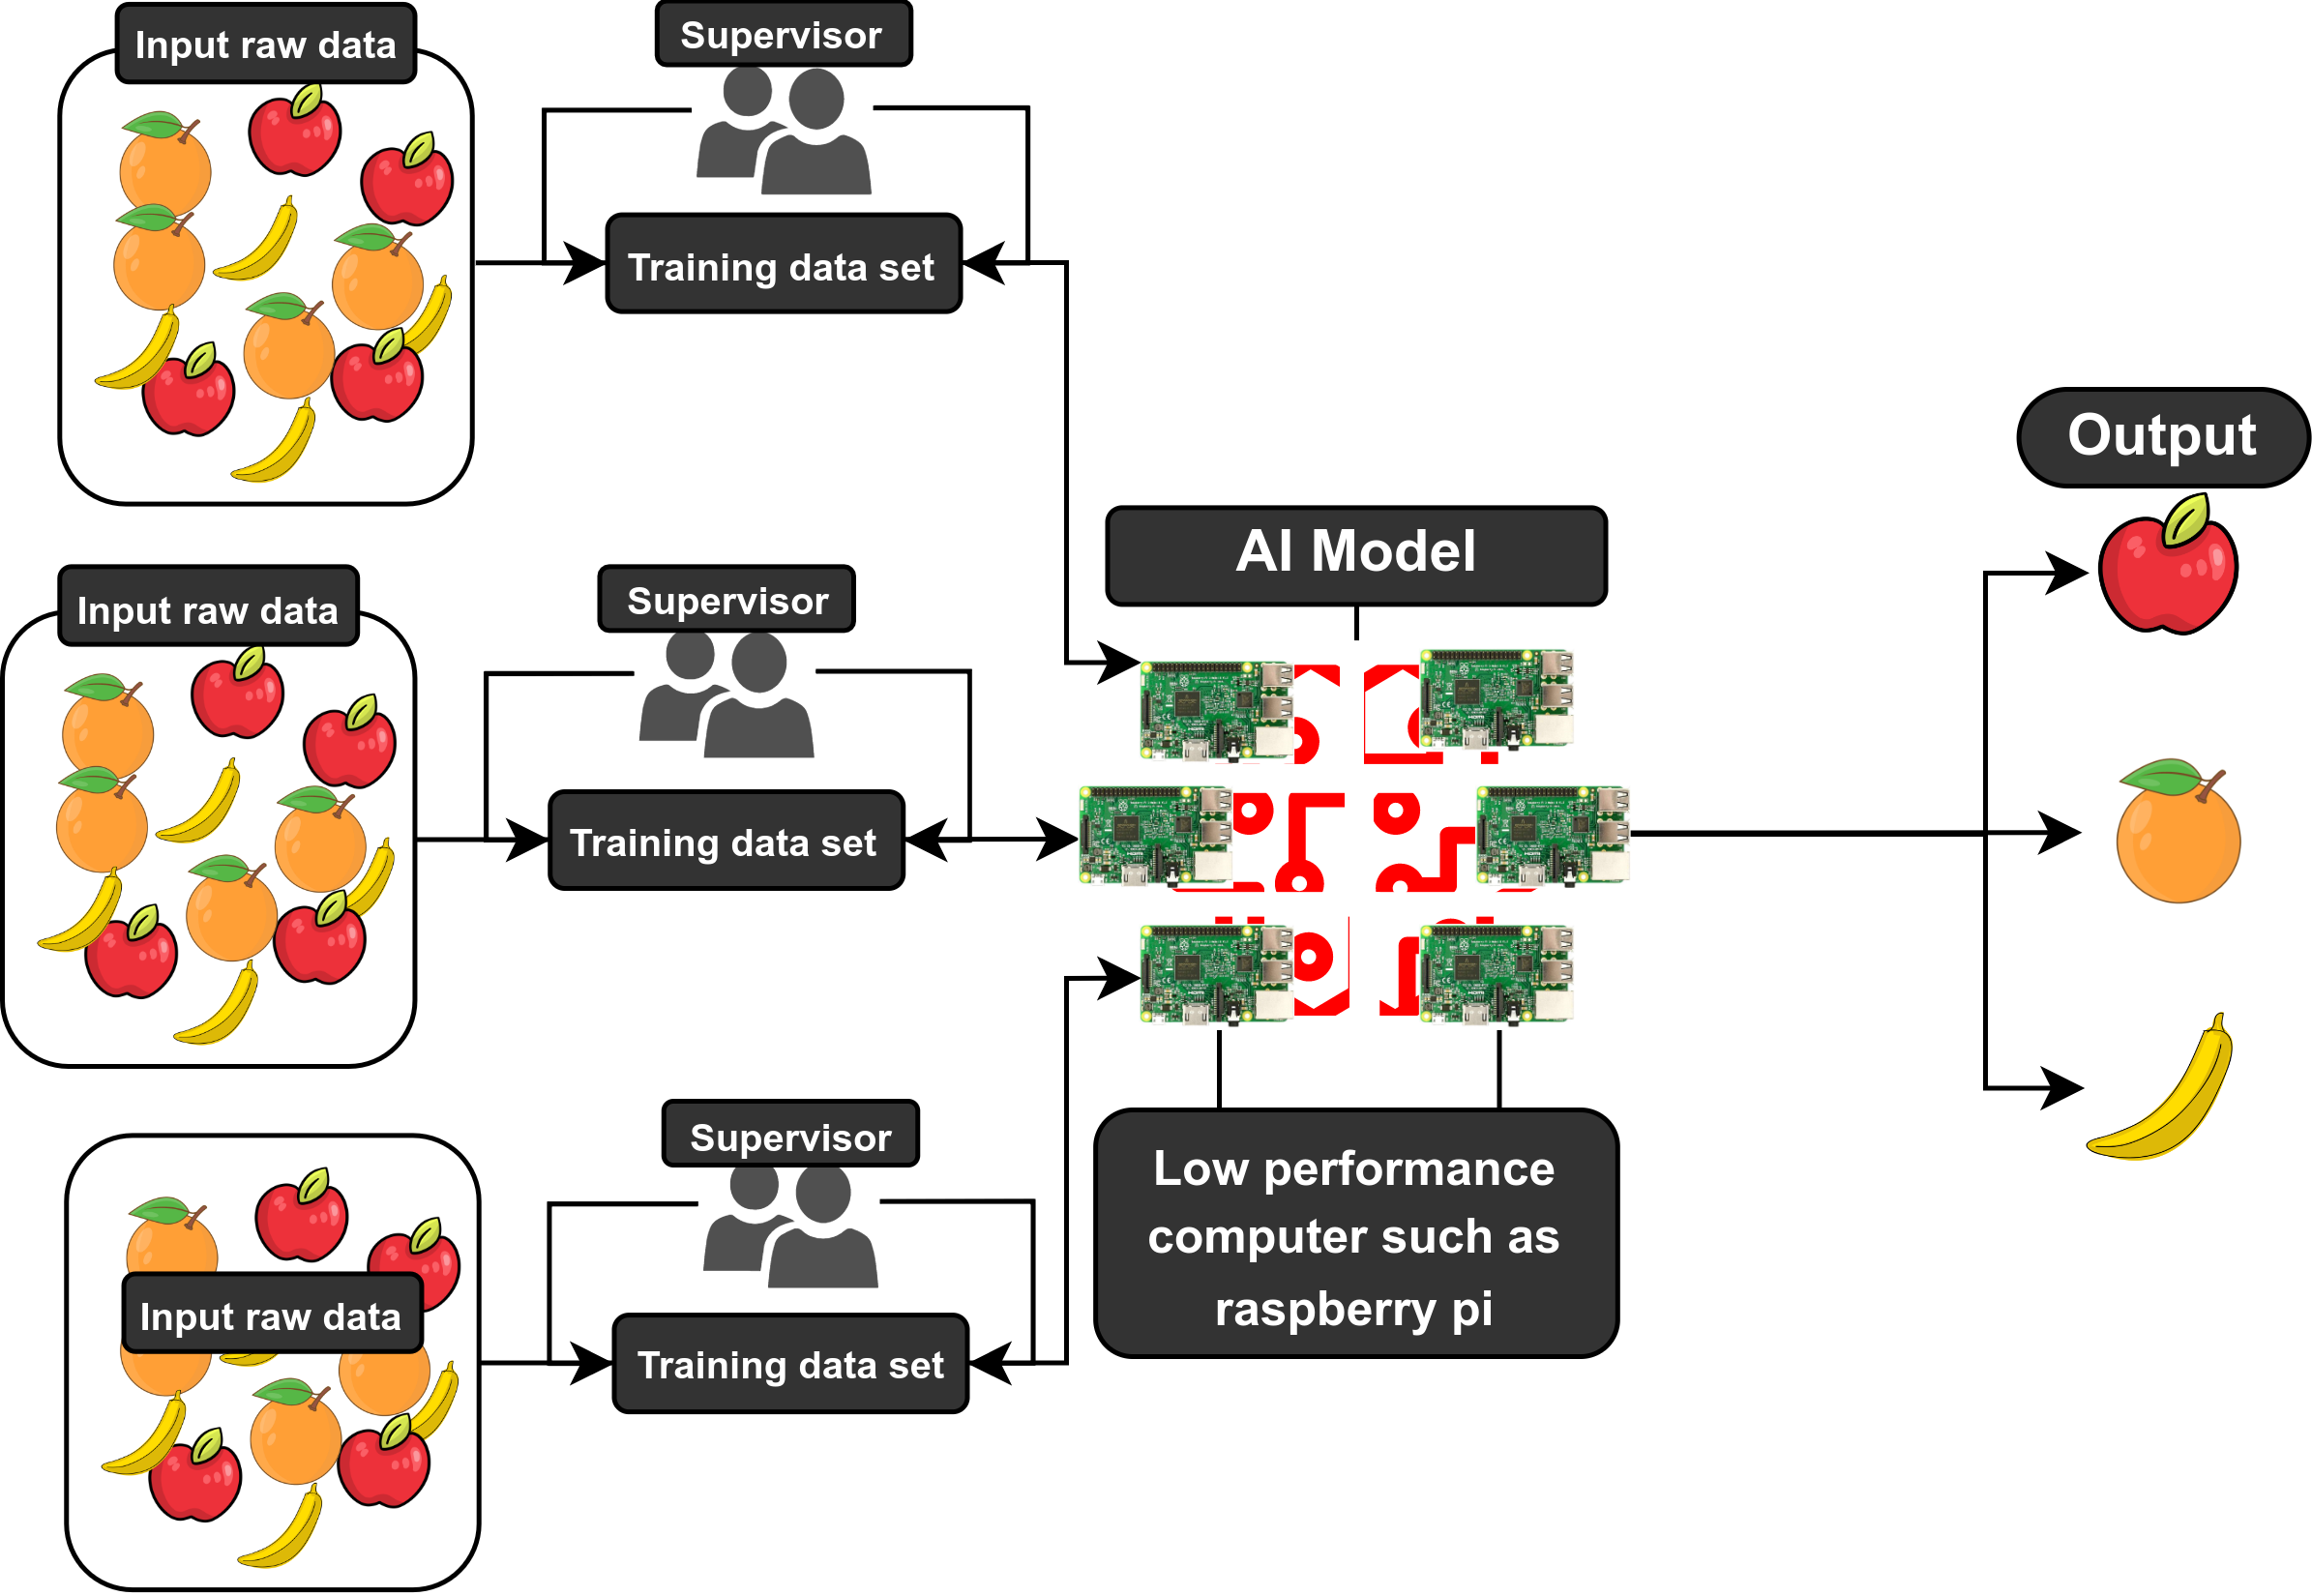 Input raw data
Supervisor
Training data set
Output
AI Model
Input raw data
Supervisor
Training data set
Supervisor
Input raw data
Training data set
Low performance
computer such as
raspberry pi